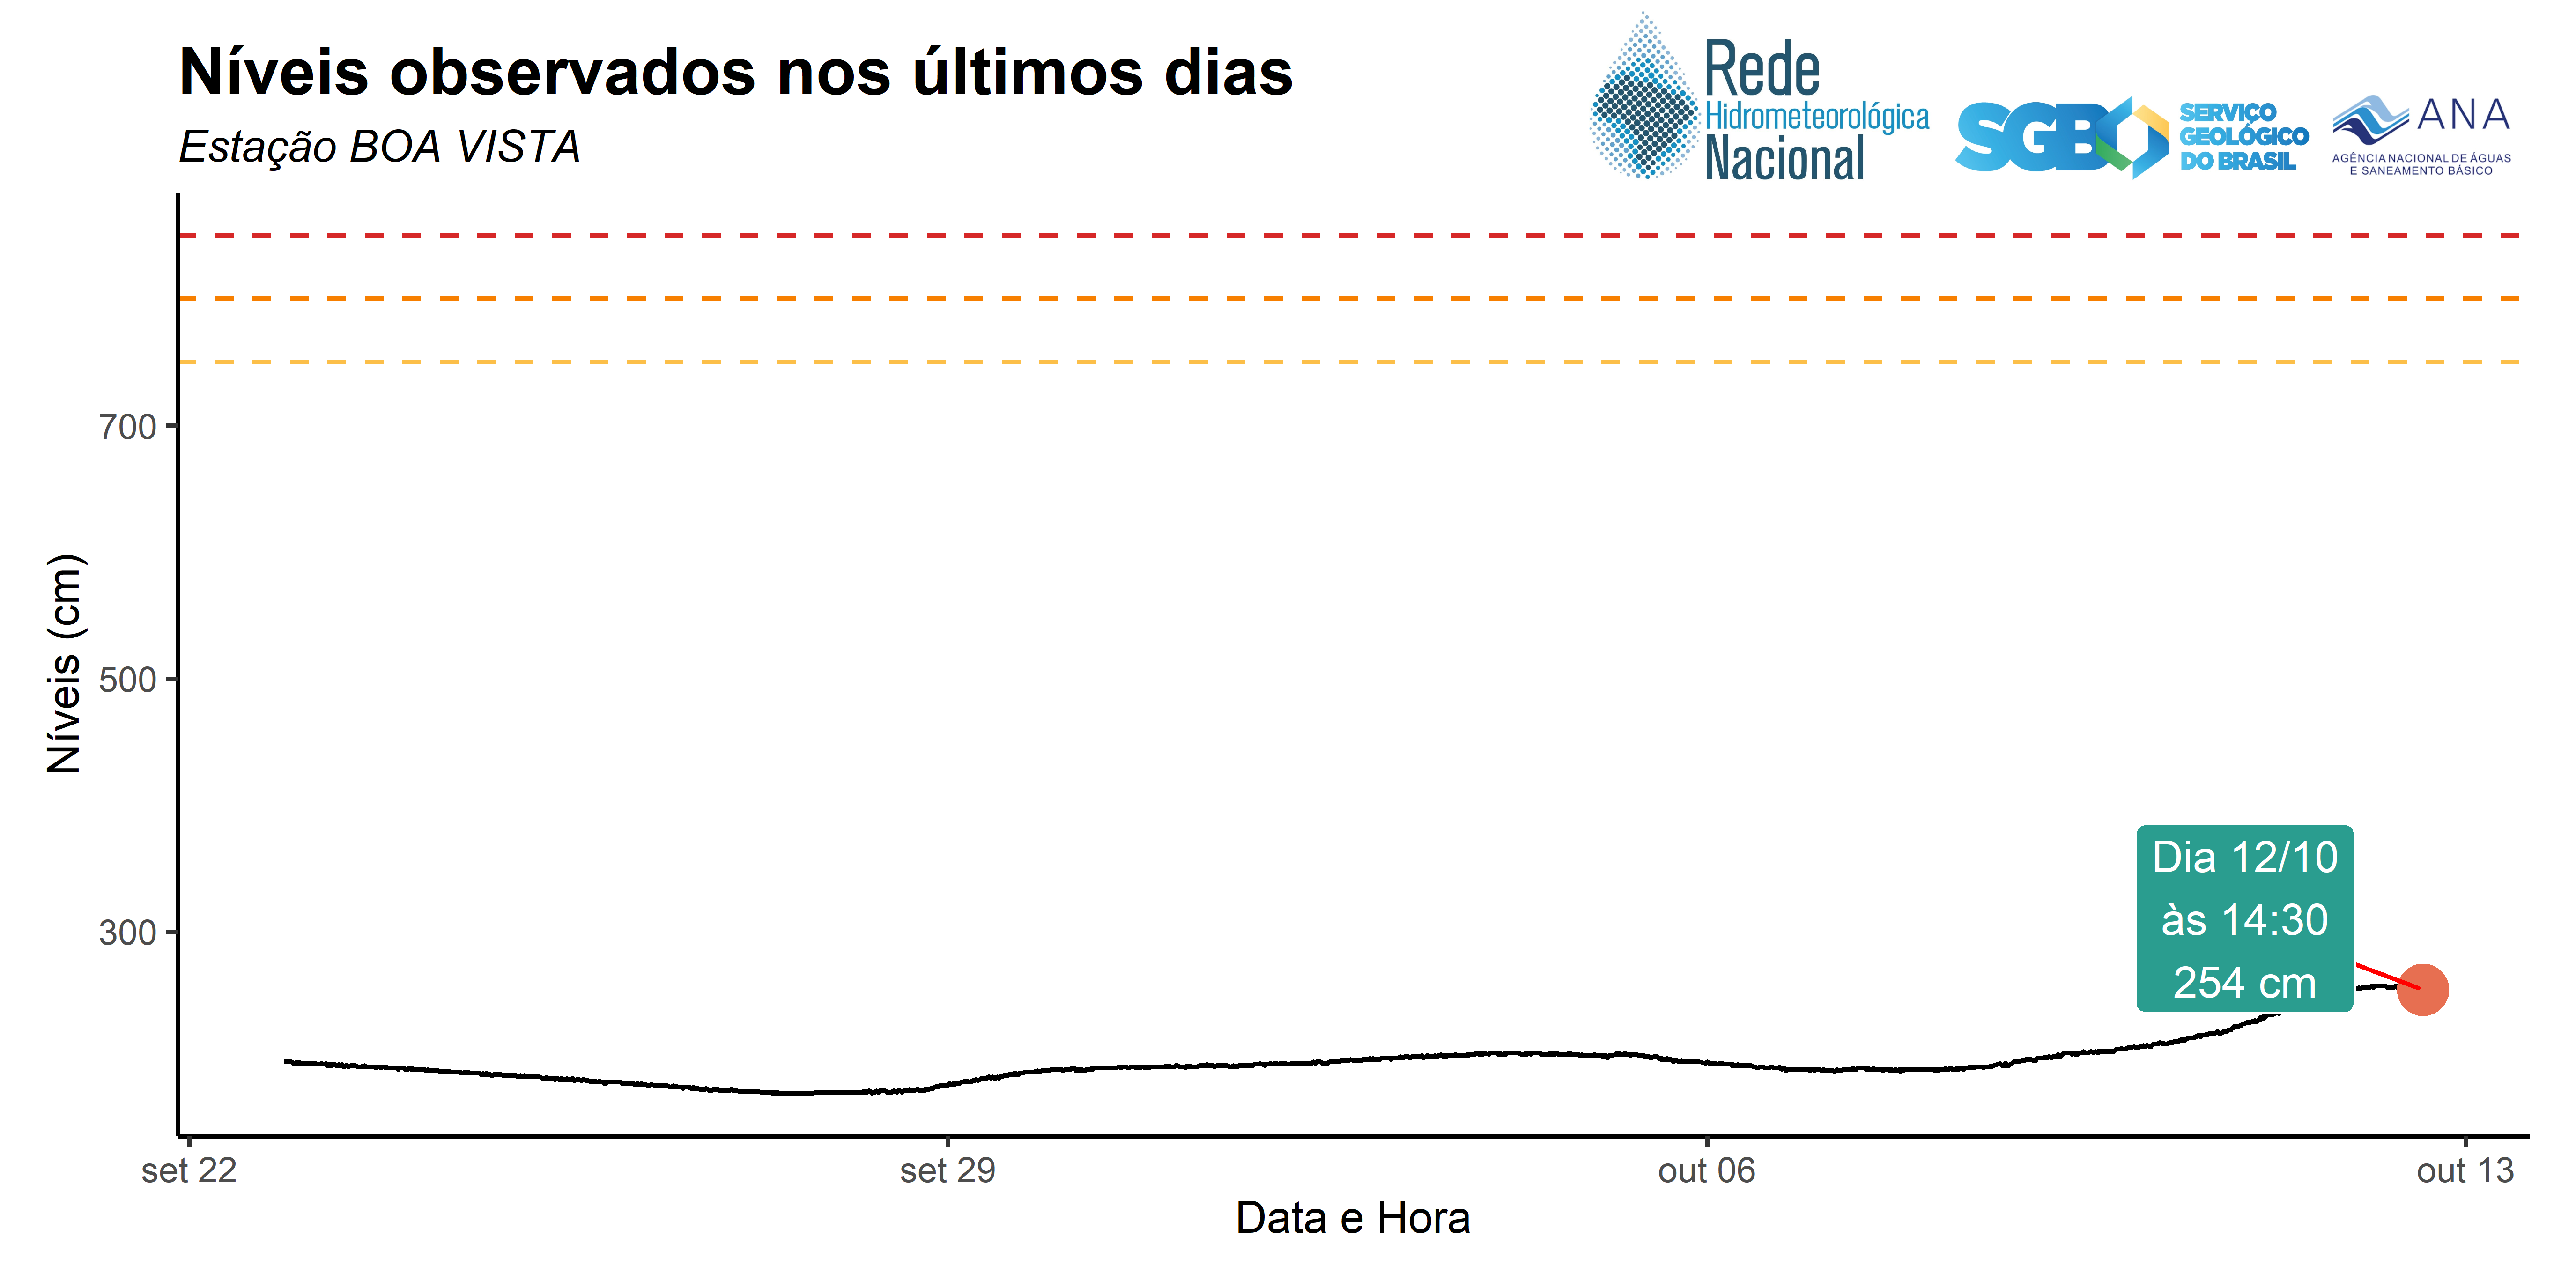 Níveis observados nos últimos dias
Estação BOA VISTA
Rede
Hidrometeorológica
Nacional
SGB
SERVIÇO
GEOLÓGICO
DO BRASIL
ANA
AGÊNCIA NACIONAL DE ÁGUAS
E SANEAMENTO BÁSICO
Níveis (cm)
700
500
300
Dia 12/10
às 14:30
254 cm
set 22
set 29
out 06
out 13
Data e Hora